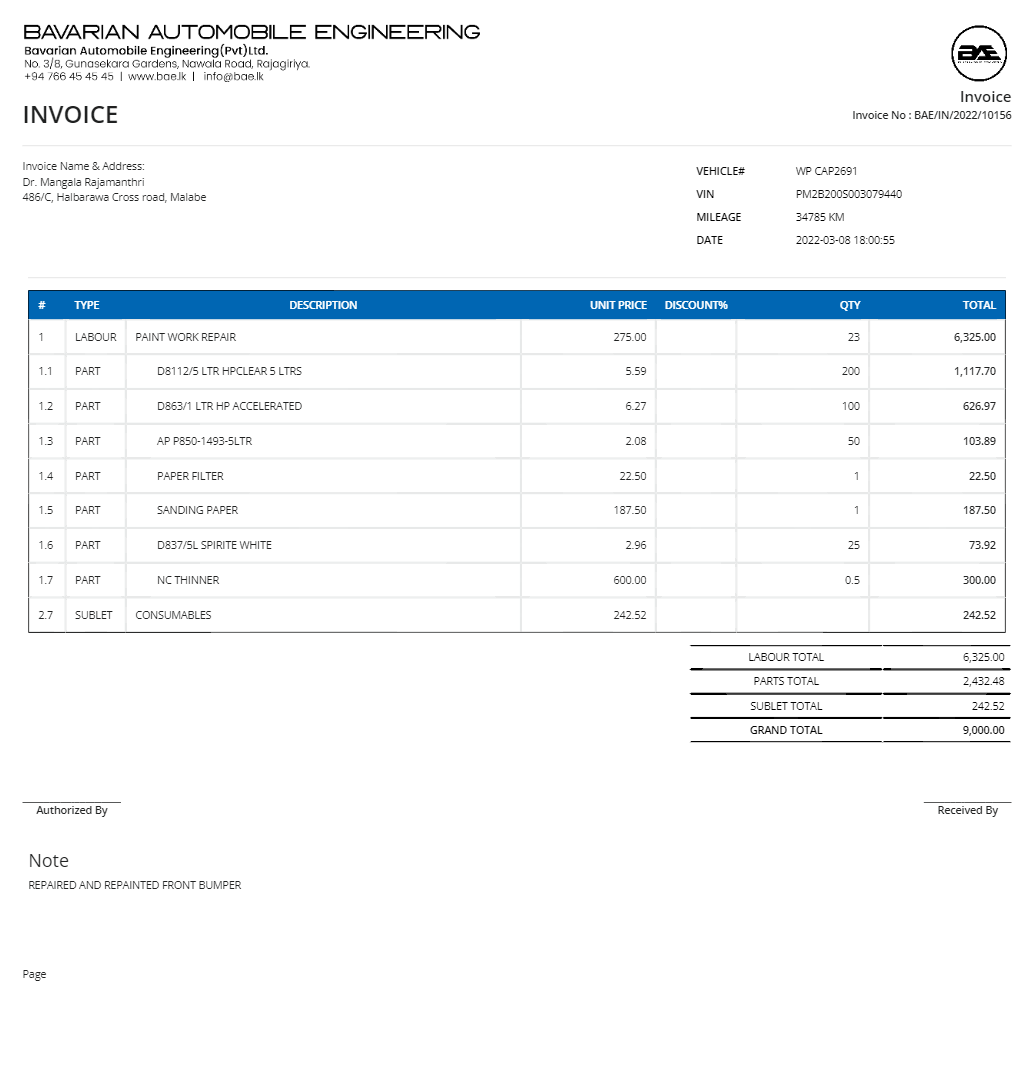 BAVARIAN AUTOMOBILE ENGINEERING
Bavarian Automobile Engineering(Pvt)Ltd.
No. 3/8, Gunasekara Gardens, Nawala Road, Rajagiriya.
+94 766 45 45 45 | www.bae.lk | info@bae.lk
BAE
Invoice
INVOICE
Invoice No : BAE/IN/2022/10156
Invoice Name & Address:
Dr. Mangala Rajamanthri
486/C, Halbarawa Cross road, Malabe
VEHICLE# WP CAP2691
VIN PM2B200S003079440
MILEAGE 34785 KM
DATE 2022-03-08 18:00:55
# TYPE DESCRIPTION UNIT PRICE DISCOUNT% QTY TOTAL
1 LABOUR PAINT WORK REPAIR 275.00 23 6,325.00
1.1 PART D8112/5 LTR HPCLEAR 5 LTRS 5.59 200 1,117.70
1.2 PART D863/1 LTR HP ACCELERATED 6.27 100 626.97
1.3 PART AP P850-1493-5LTR 2.08 50 103.89
1.4 PART PAPER FILTER 22.50 1 22.50
1.5 PART SANDING PAPER 187.50 1 187.50
1.6 PART D837/5L SPIRITE WHITE 2.96 25 73.92
1.7 PART NC THINNER 600.00 0.5 300.00
2.7 SUBLET CONSUMABLES 242.52 242.52
LABOUR TOTAL 6,325.00
PARTS TOTAL 2,432.48
SUBLET TOTAL 242.52
GRAND TOTAL 9,000.00
Authorized By
Received By
Note
REPAIRED AND REPAINTED FRONT BUMPER
Page